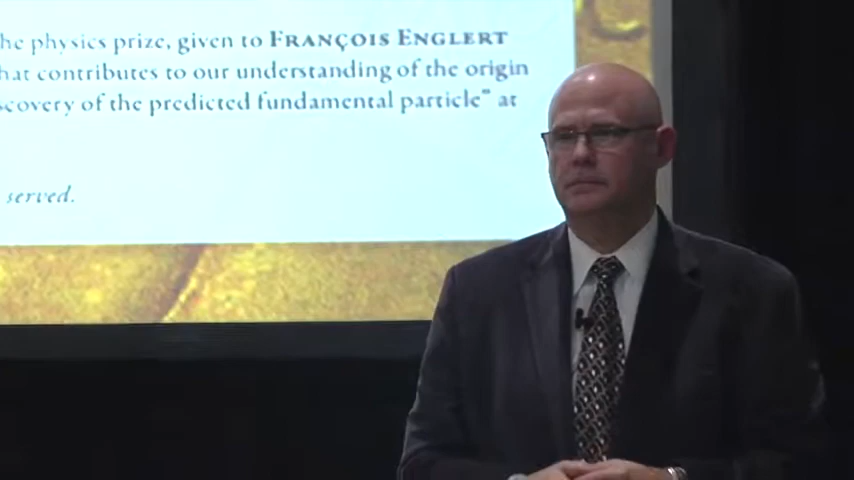 he physics prize, given to FRANÇOIS ENGLERT
hat contributes to our understanding of the origin
scovery of the predicted fundamental particle" at
served.